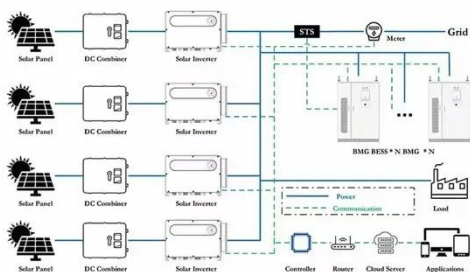 STS
Meter
Grid
Solar Panel
DC Combiner
Solar Inverter
Solar Panel
DC Combiner
Solar Inverter
BMG BESS * N BMG * N
Solar Panel
DC Combiner
Solar Inverter
Power
Communication
Load
Solar Panel
DC Combiner
Solar Inverter
Controller
Router
Cloud Server
Applications